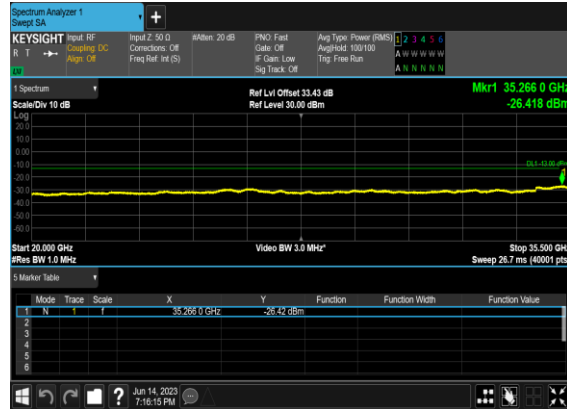 Spectrum Analyzer 1
Swept SA
+
KEYSIGHT Input: RF Input Z: 50 Ω #Atten: 20 dB PNO: Fast Avg Type: Power (RMS) 1 2 3 4 5 6
R T Coupling: DC Corrections: Off Gate: Off Avg|Hold: 100/100 A W W W W W
Align: Off Freq Ref: Int (S) IF Gain: Low Trig: Free Run
Sig Track: Off A N N N N N
1 Spectrum Ref Lvl Offset 33.43 dB Mkr1 35.266 0 GHz
Scale/Div 10 dB Ref Level 30.00 dBm -26.418 dBm
Log
20.0
10.0
0.00
-10.0 DL1 -13.00 dBm
-20.0
-30.0
-40.0
-50.0
-60.0
Start 20.000 GHz Video BW 3.0 MHz* Stop 35.500 GHz
#Res BW 1.0 MHz Sweep 26.7 ms (40001 pts)
5 Marker Table
Mode Trace Scale X Y Function Function Width Function Value
1 N 1 f 35.266 0 GHz -26.42 dBm
2
3
4
5
6
? Jun 14, 2023
7:16:15 PM